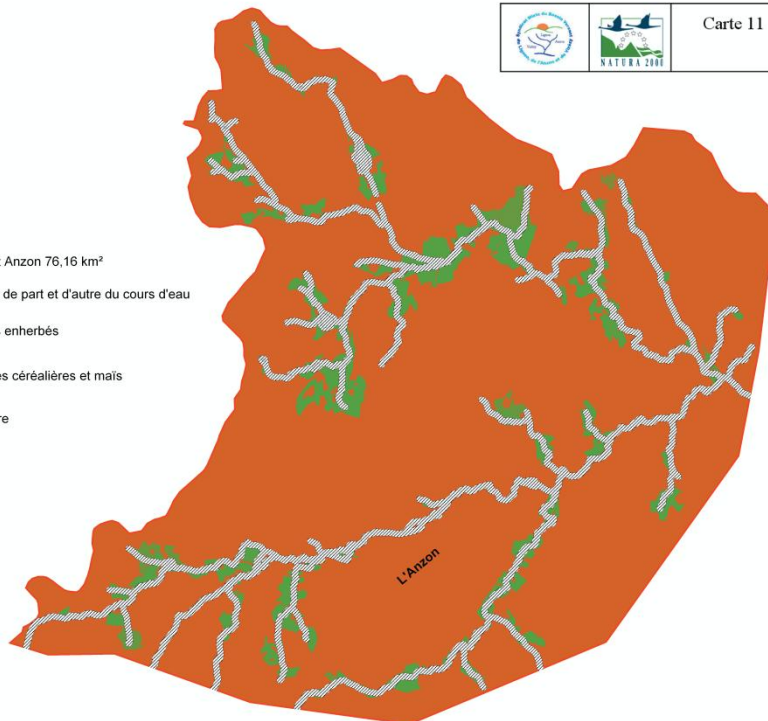 Carte 11
NATURA 2000
: Anzon 76,16 km²
de part et d'autre du cours d'eau
enherbés
es céréalières et maïs
re
L'Anzon